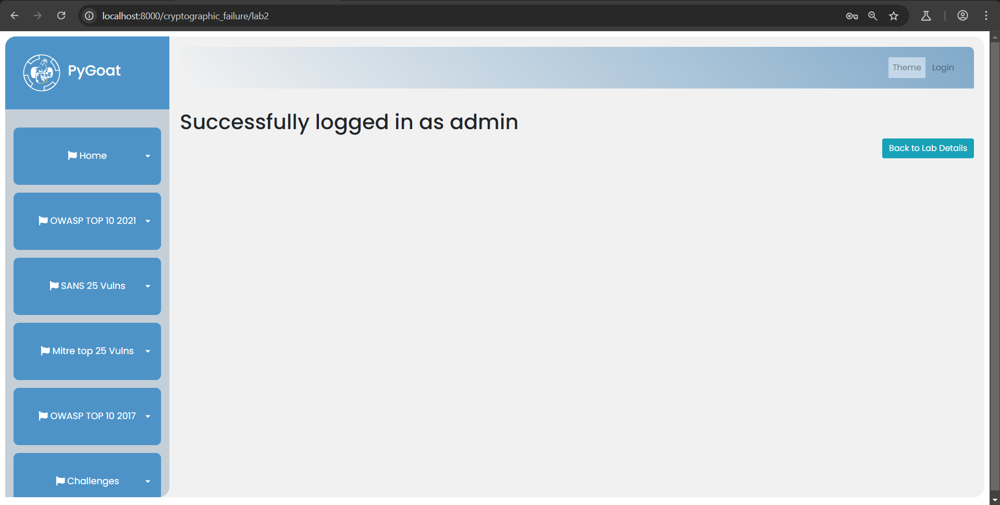 localhost:8000/cryptographic_failure/lab2
PyGoat
Theme Login
Successfully logged in as admin
Back to Lab Details
Home
OWASP TOP 10 2021
SANS 25 Vulns
Mitre top 25 Vulns
OWASP TOP 10 2017
Challenges